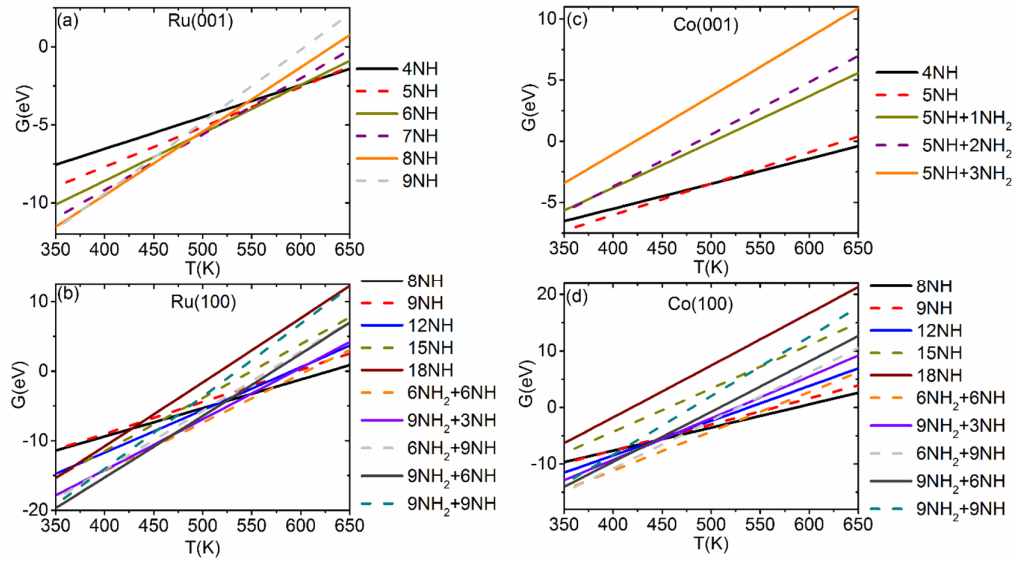 (a)
Ru(001)
G(eV)
0
-5
-10
350 400 450 500 550 600 650
T(K)
4NH
5NH
6NH
7NH
8NH
9NH
(c)
Co(001)
G(eV)
10
5
0
-5
350 400 450 500 550 600 650
T(K)
4NH
5NH
5NH+1NH₂
5NH+2NH₂
5NH+3NH₂
(b)
Ru(100)
G(eV)
10
0
-10
-20
350 400 450 500 550 600 650
T(K)
8NH
9NH
12NH
15NH
18NH
6NH₂+6NH
9NH₂+3NH
6NH₂+9NH
9NH₂+6NH
9NH₂+9NH
(d)
Co(100)
G(eV)
20
10
0
-10
350 400 450 500 550 600 650
T(K)
8NH
9NH
12NH
15NH
18NH
6NH₂+6NH
9NH₂+3NH
6NH₂+9NH
9NH₂+6NH
9NH₂+9NH